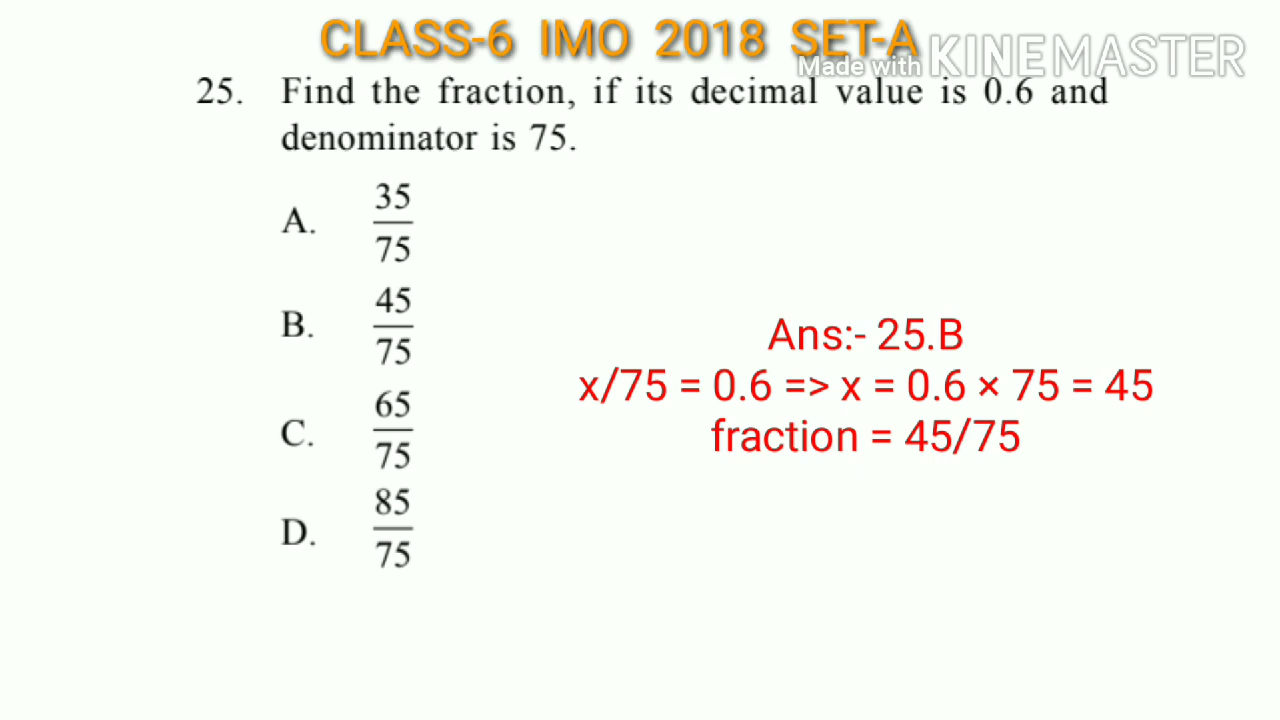 CLASS-6 IMO 2018 SET-A
Made with KINEMASTER
25. Find the fraction, if its decimal value is 0.6 and
denominator is 75.
A. 35/75
B. 45/75
C. 65/75
D. 85/75
Ans:- 25.B
x/75 = 0.6 => x = 0.6 × 75 = 45
fraction = 45/75